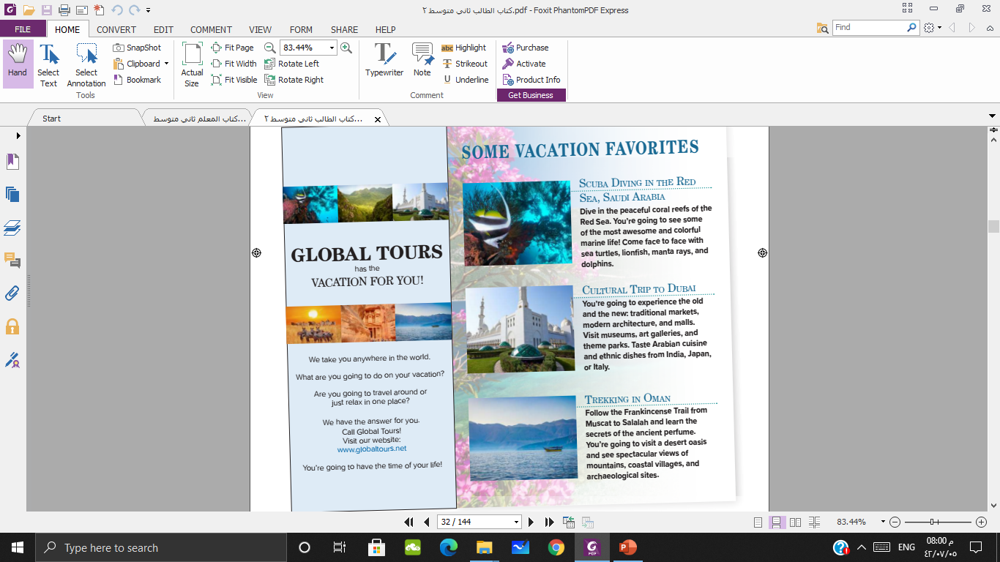 كتاب الطالب ثاني متوسط ٢.pdf - Foxit PhantomPDF Express
FILE
HOME
CONVERT
EDIT
COMMENT
VIEW
FORM
SHARE
HELP
Find
Hand
Select Text
Select Annotation
SnapShot
Clipboard
Bookmark
Tools
Actual Size
Fit Page
Fit Width
Fit Visible
83.44%
Rotate Left
Rotate Right
View
Typewriter
Note
Highlight
Strikeout
Underline
Comment
Purchase
Activate
Product Info
Get Business
Start
كتاب المعلم ثاني متوسط...
كتاب الطالب ثاني متوسط ٢...
GLOBAL TOURS
has the
VACATION FOR YOU!
We take you anywhere in the world.
What are you going to do on your vacation?
Are you going to travel around or
just relax in one place?
We have the answer for you.
Call Global Tours!
Visit our website:
www.globaltours.net
You're going to have the time of your life!
SOME VACATION FAVORITES
SCUBA DIVING IN THE RED
SEA, SAUDI ARABIA
Dive in the peaceful coral reefs of the
Red Sea. You're going to see some
of the most awesome and colorful
marine life! Come face to face with
sea turtles, lionfish, manta rays, and
dolphins.
CULTURAL TRIP TO DUBAI
You're going to experience the old
and the new: traditional markets,
modern architecture, and malls.
Visit museums, art galleries, and
theme parks. Taste Arabian cuisine
and ethnic dishes from India, Japan,
or Italy.
TREKKING IN OMAN
Follow the Frankincense Trail from
Muscat to Salalah and learn the
secrets of the ancient perfume.
You're going to visit a desert oasis
and see spectacular views of
mountains, coastal villages, and
archaeological sites.
32 / 144
83.44%
Type here to search
ENG
08:00 م
٤٢/٠٧/٠٥